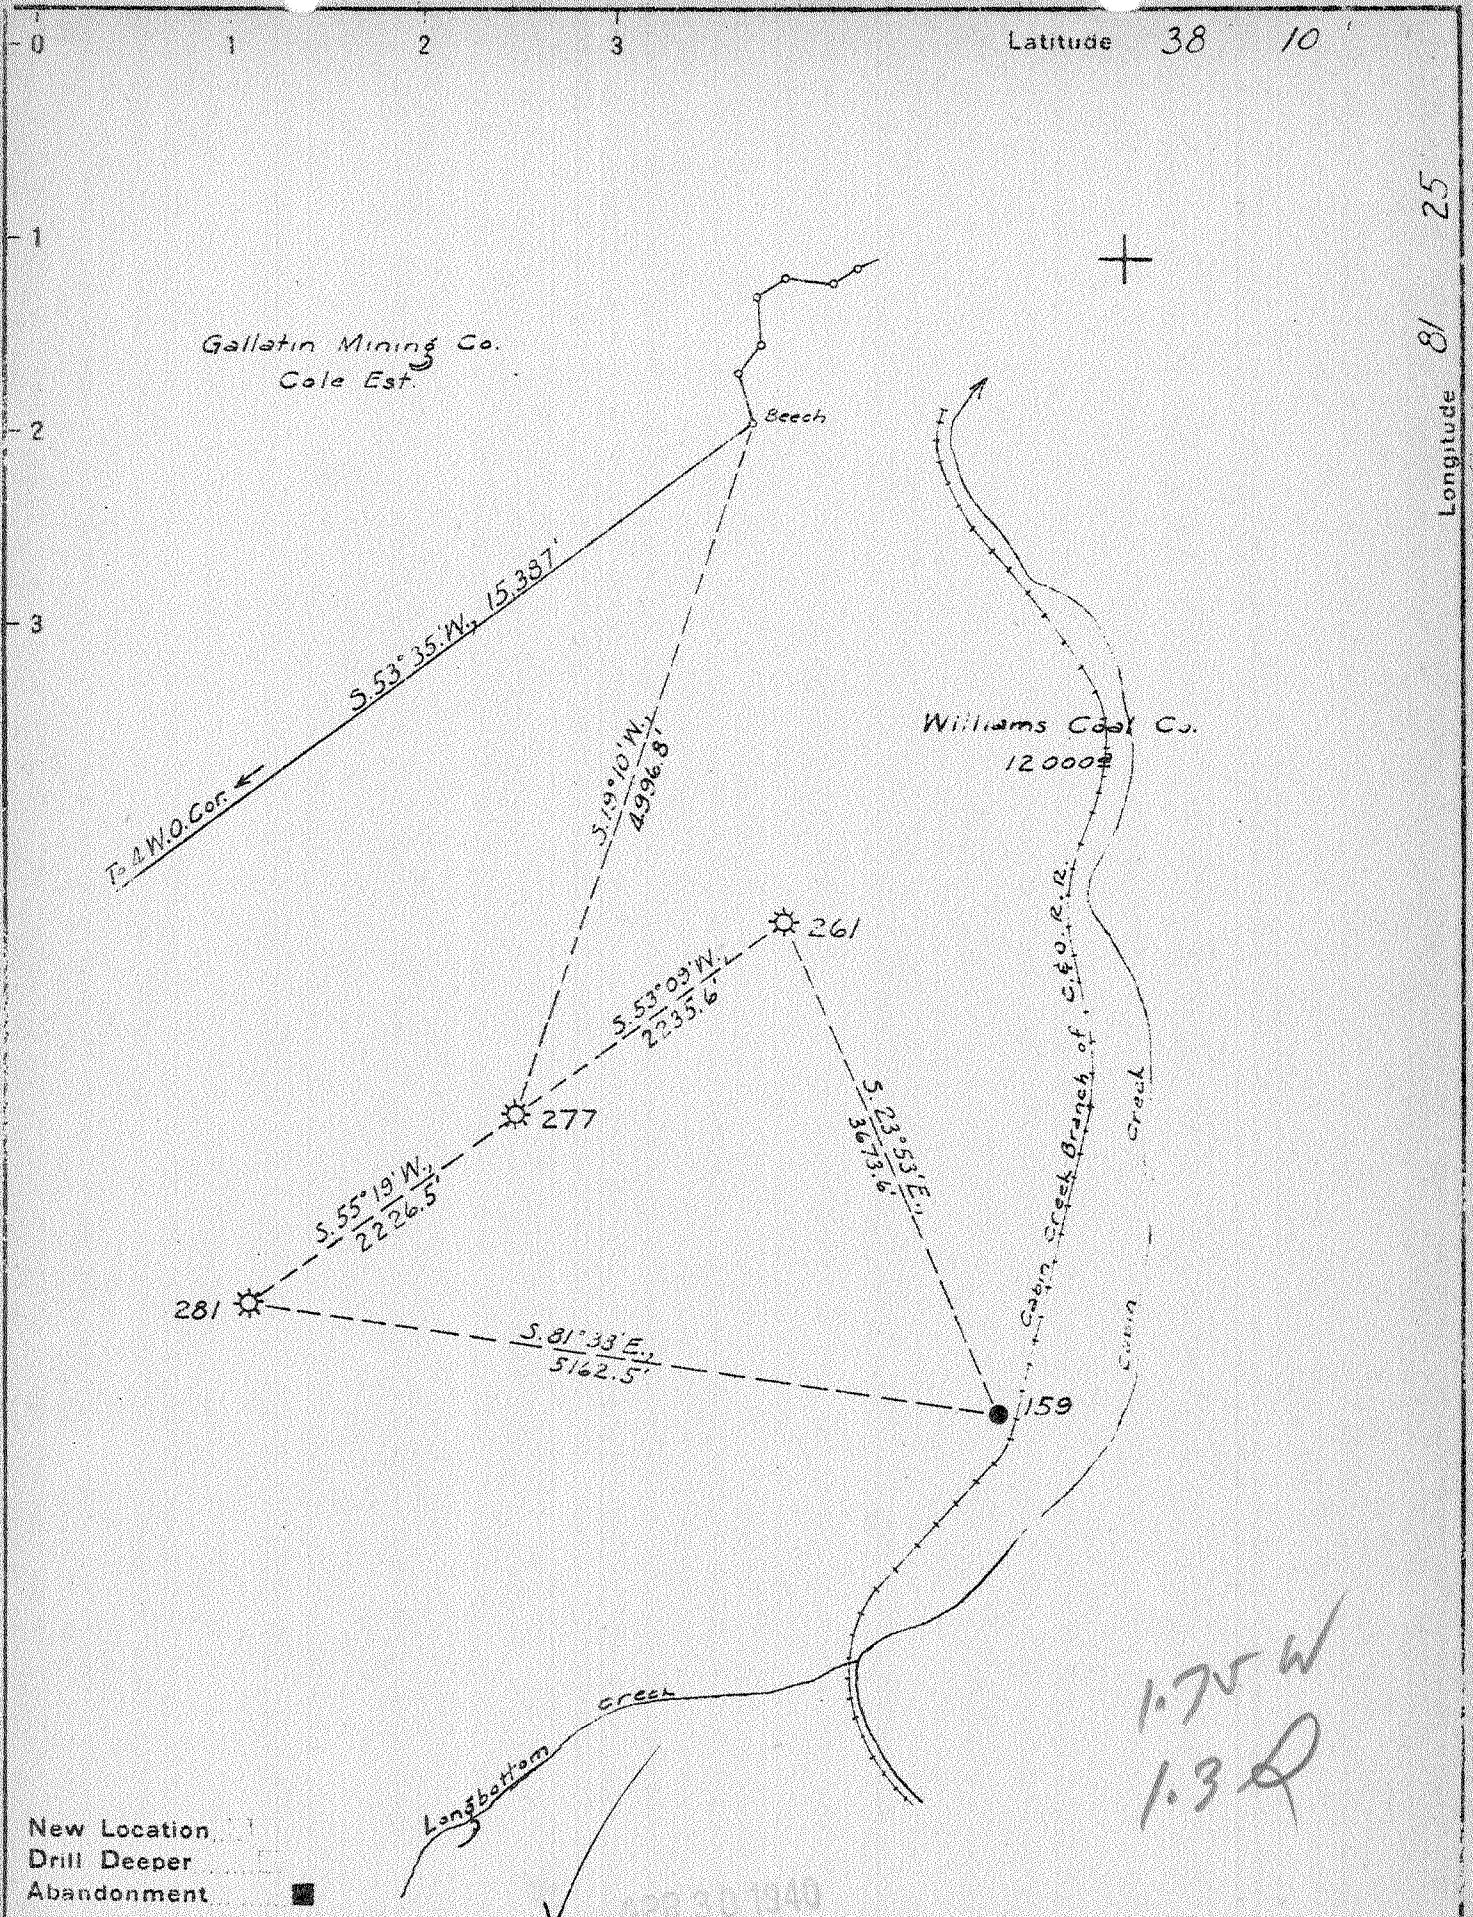 0 1 2 3 Latitude 38 10'
1
2
3
Longitude 81 25
Gallatin Mining Co.
Cole Est.
Beech
S.53°35'W., 15,387'
To 4 W.O. Cor.
S.19°10'W.,
4996.8'
Williams Coal Co.
12000
261
S.53°09'W.,
2235.6'
277
S.23°53'E.,
3673.6'
S.55°19'W.,
2226.5'
281
S.81°33'E.,
5162.5'
159
Cabin Creek Branch of C.&O. R.R.
Cabin Creek
Longbottom Creek
1.75 W
1.3
New Location
Drill Deeper
Abandonment